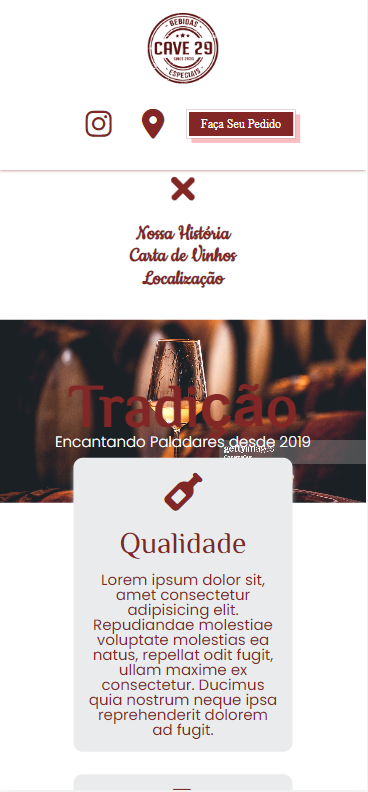 BEBIDAS
CAVE 29
SINCE 2020
ESPECIAIS
Faça Seu Pedido
Nossa História
Carta de Vinhos
Localização
Tradição
Encantando Paladares desde 2019
gettyimages
Qualidade
Lorem ipsum dolor sit,
amet consectetur
adipisicing elit.
Repudiandae molestiae
voluptate molestias ea
natus, repellat odit fugit,
ullam maxime ex
consectetur. Ducimus
quia nostrum neque ipsa
reprehenderit dolorem
ad fugit.